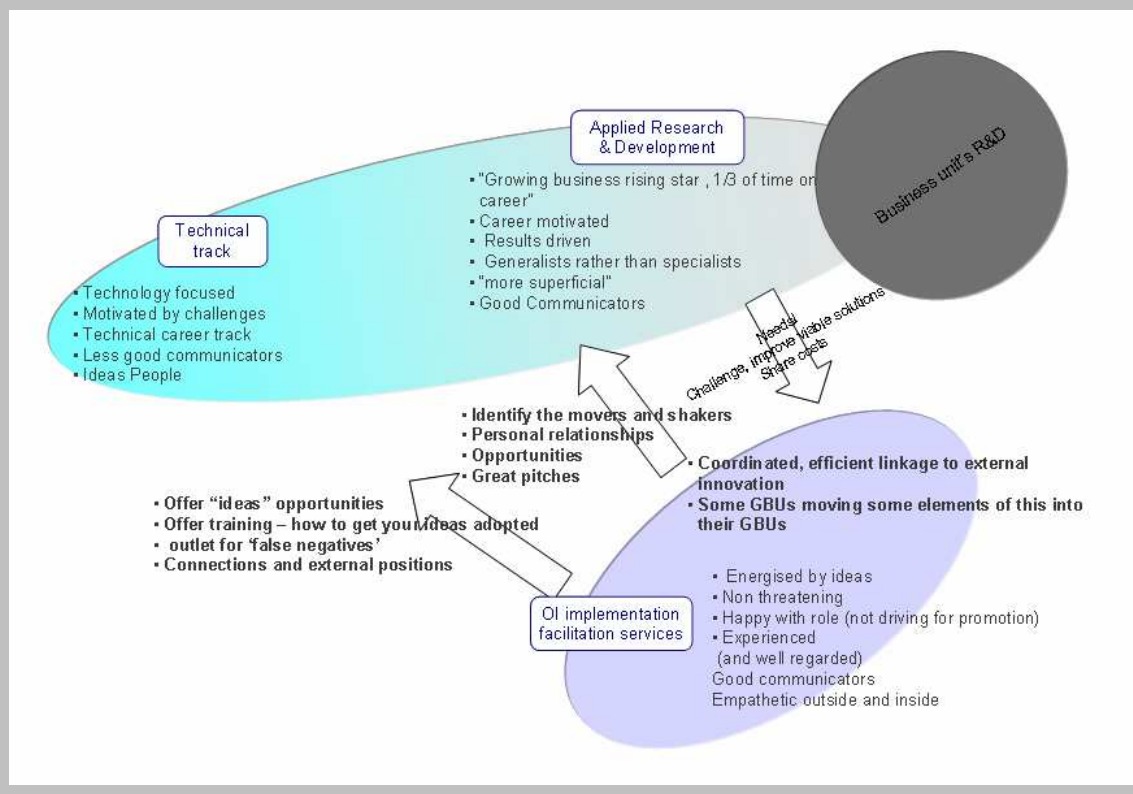 Applied Research
& Development
▪ "Growing business rising star , 1/3 of time on
career"
▪ Career motivated
▪ Results driven
▪ Generalists rather than specialists
▪ "more superficial"
▪ Good Communicators
Business unit's R&D
Technical
track
▪ Technology focused
▪ Motivated by challenges
▪ Technical career track
▪ Less good communicators
▪ Ideas People
Needs!
Challenge, improve viable solutions
Share costs
▪ Identify the movers and shakers
▪ Personal relationships
▪ Opportunities
▪ Great pitches
▪ Offer “ideas” opportunities
▪ Offer training – how to get your ideas adopted
▪ outlet for ‘false negatives’
▪ Connections and external positions
▪ Coordinated, efficient linkage to external
innovation
▪ Some GBUs moving some elements of this into
their GBUs
OI implementation
facilitation services
▪ Energised by ideas
▪ Non threatening
▪ Happy with role (not driving for promotion)
▪ Experienced
(and well regarded)
Good communicators
Empathetic outside and inside